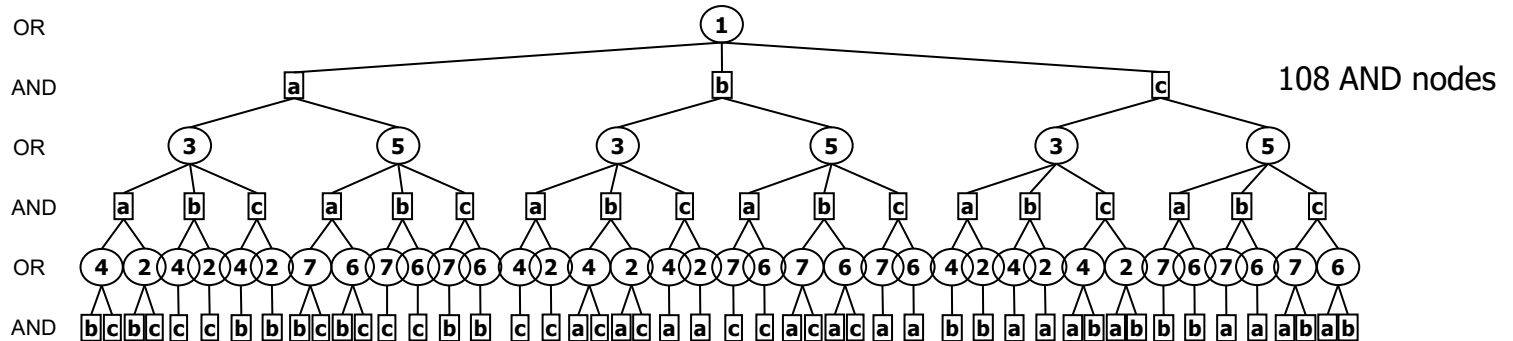 OR 1
AND a b c 108 AND nodes
OR 3 5 3 5 3 5
AND a b c a b c a b c a b c a b c a b c
OR 4 2 4 2 4 2 7 6 7 6 7 6 4 2 4 2 4 2 7 6 7 6 7 6 4 2 4 2 4 2 7 6 7 6 7 6
AND b c b c c c b b b c b c c c b b c c a c a c a a c c a c a c a a b b a a a b a b b b a a a b a b